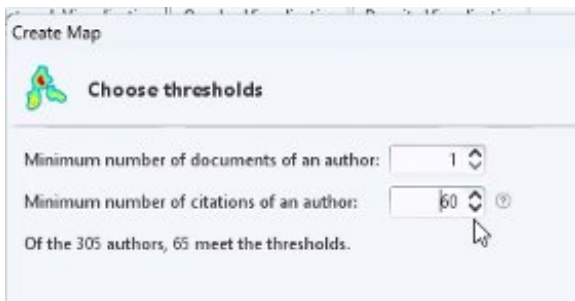 Create Map
Choose thresholds
Minimum number of documents of an author: 1
Minimum number of citations of an author: 60
Of the 305 authors, 65 meet the thresholds.